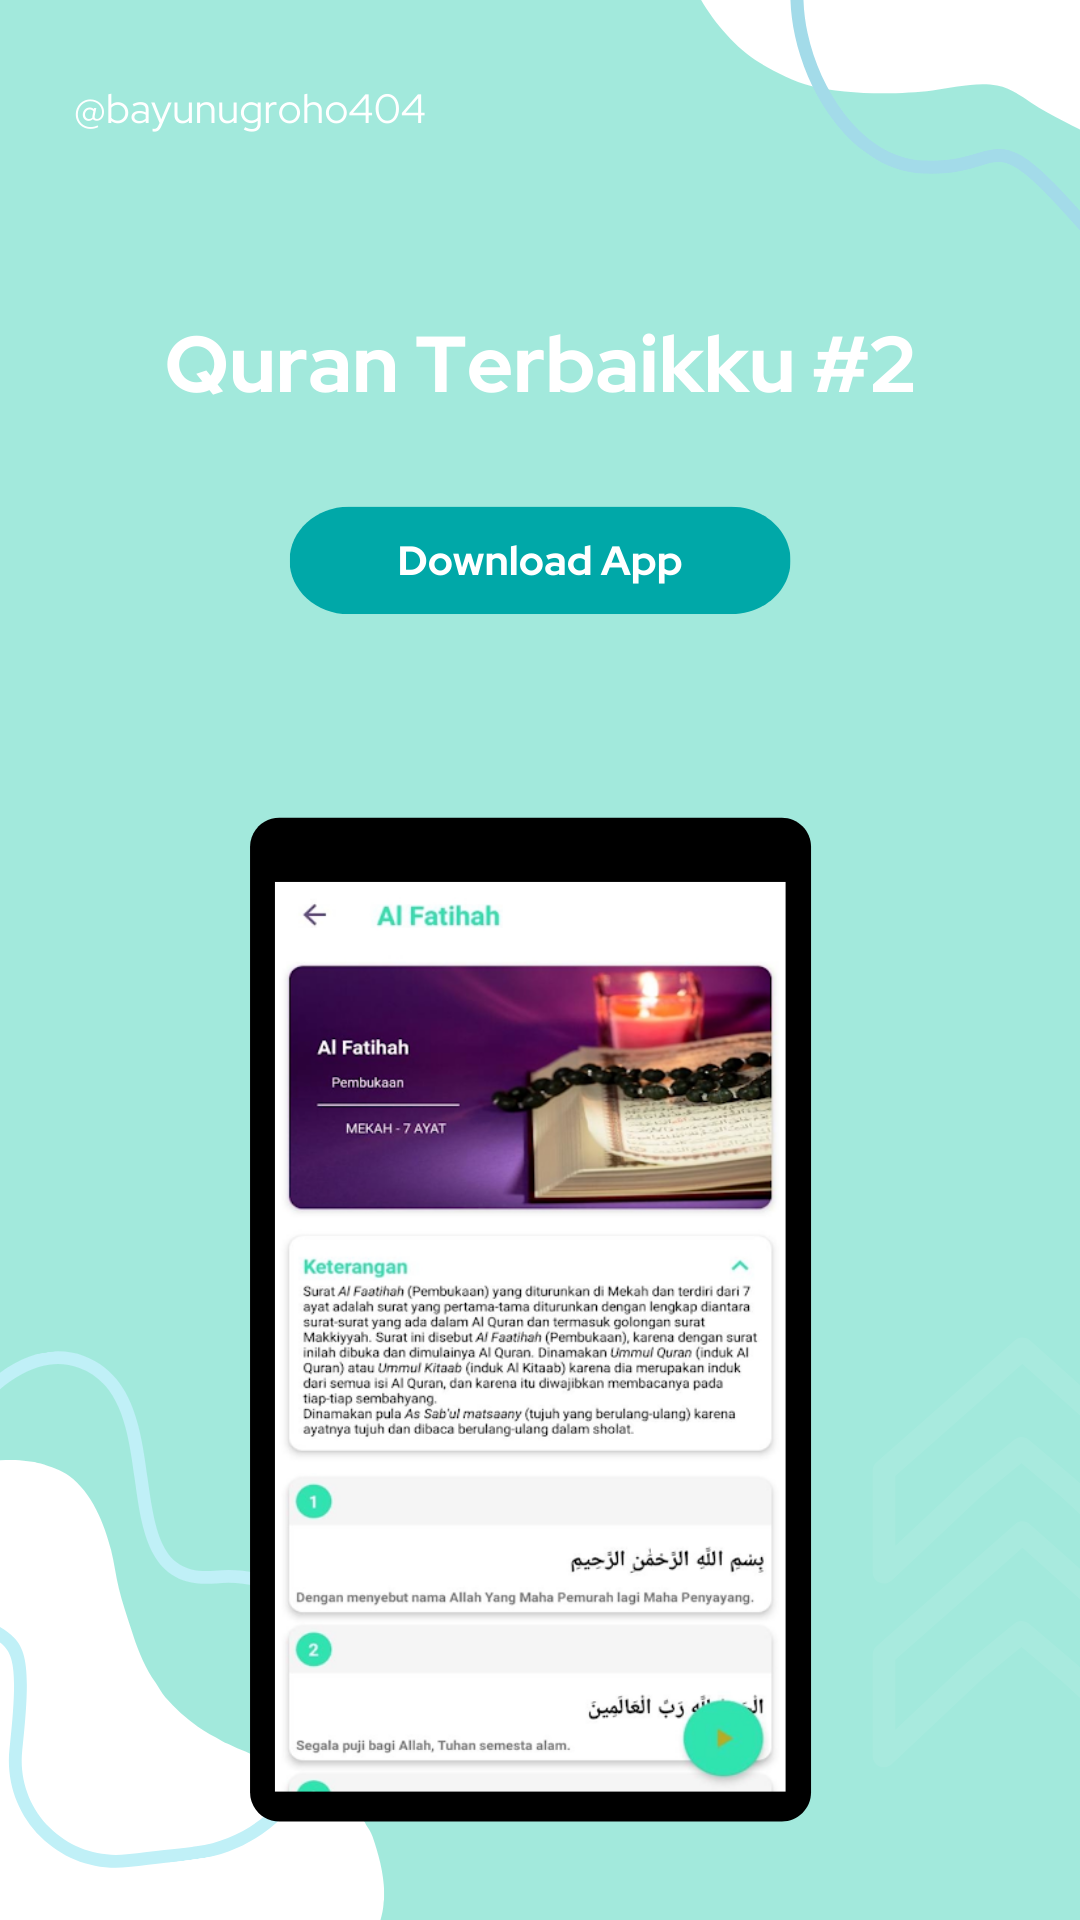 @bayunugroho404
Quran Terbaikku #2
Download App
Al Fatihah
Al Fatihah
Pembukaan
MEKAH - 7 AYAT
Keterangan
Surat Al Faatihah (Pembukaan) yang diturunkan di Mekah dan terdiri dari 7
ayat adalah surat yang pertama-tama diturunkan dengan lengkap diantara
surat-surat yang ada dalam Al Quran dan termasuk golongan surat
Makkiyyah. Surat ini disebut Al Faatihah (Pembukaan), karena dengan surat
inilah dibuka dan dimulainya Al Quran. Dinamakan Ummul Quran (induk Al
Quran) atau Ummul Kitaab (induk Al Kitaab) karena dia merupakan induk
dari semua isi Al Quran, dan karena itu diwajibkan membacanya pada
tiap-tiap sembahyang.
Dinamakan pula As Sab'ul matsaany (tujuh yang berulang-ulang) karena
ayatnya tujuh dan dibaca berulang-ulang dalam sholat.
1
بِسْمِ اللَّهِ الرَّحْمَٰنِ الرَّحِيمِ
Dengan menyebut nama Allah Yang Maha Pemurah lagi Maha Penyayang.
2
رَبِّ الْعَالَمِينَ
Segala puji bagi Allah, Tuhan semesta alam.